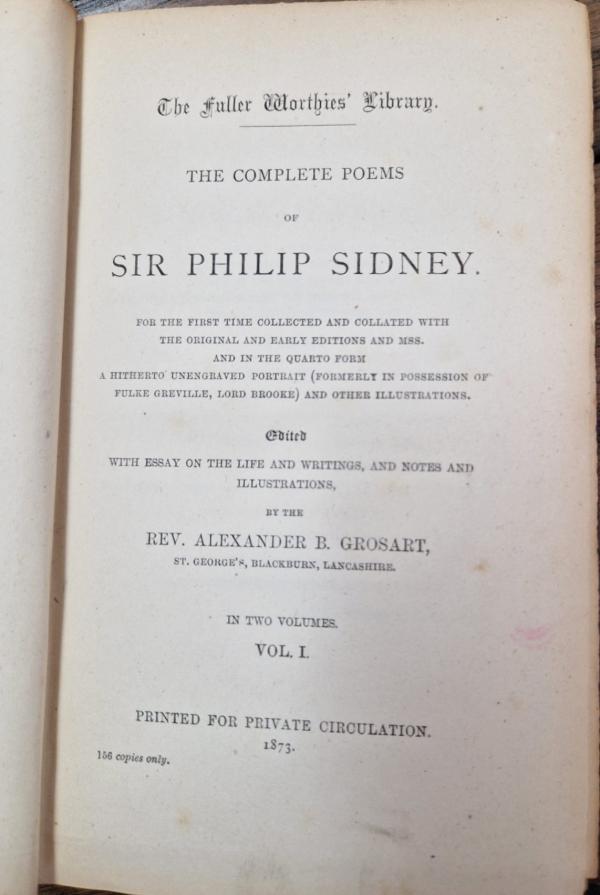 The Fuller Worthies' Library.
THE COMPLETE POEMS
OF
SIR PHILIP SIDNEY.
FOR THE FIRST TIME COLLECTED AND COLLATED WITH
THE ORIGINAL AND EARLY EDITIONS AND MSS.
AND IN THE QUARTO FORM
A HITHERTO UNENGRAVED PORTRAIT (FORMERLY IN POSSESSION OF
FULKE GREVILLE, LORD BROOKE) AND OTHER ILLUSTRATIONS.
Edited
WITH ESSAY ON THE LIFE AND WRITINGS, AND NOTES AND
ILLUSTRATIONS,
BY THE
REV. ALEXANDER B. GROSART,
ST. GEORGE'S, BLACKBURN, LANCASHIRE.
IN TWO VOLUMES.
VOL. I.
PRINTED FOR PRIVATE CIRCULATION.
1873.
156 copies only.